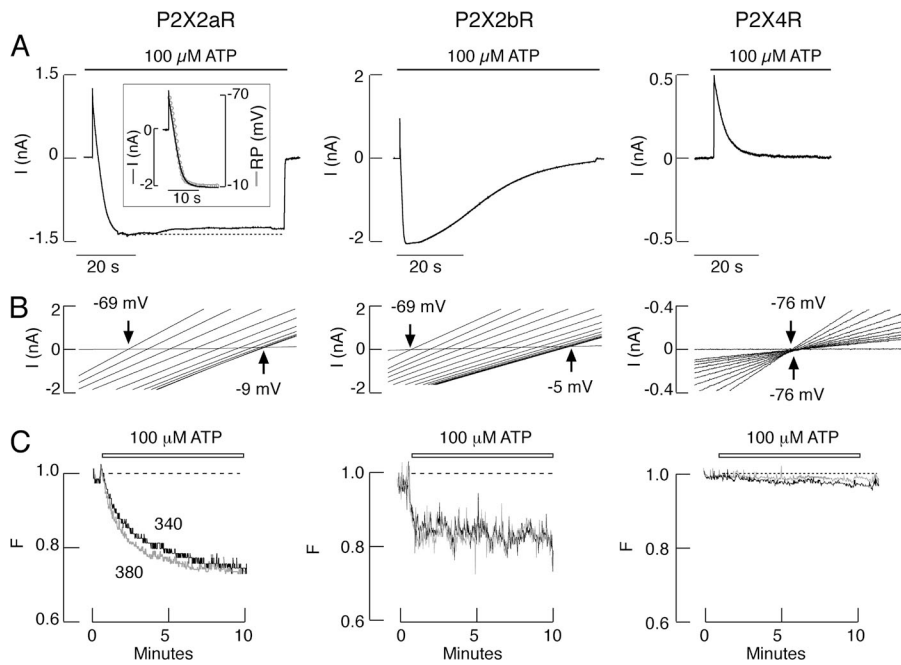 P2X2aR P2X2bR P2X4R
A
100 µM ATP 100 µM ATP 100 µM ATP
1.5 2 0.5
-70
I (nA) 0 I (nA) 0 I (nA) 0
0
— I (nA) RP (mV)
-2 -10
10 s
-1.5 -2 -0.5
20 s 20 s 20 s
B
2 -69 mV 2 -69 mV -0.4 -76 mV
I (nA) 0 I (nA) 0 I (nA) 0.0
-2 -9 mV -2 -5 mV -0.4 -76 mV
C
100 µM ATP 100 µM ATP 100 µM ATP
1.0 1.0 1.0
340
F 0.8 F 0.8 F 0.8
380
0.6 0.6 0.6
0 5 10 0 5 10 0 5 10
Minutes Minutes Minutes